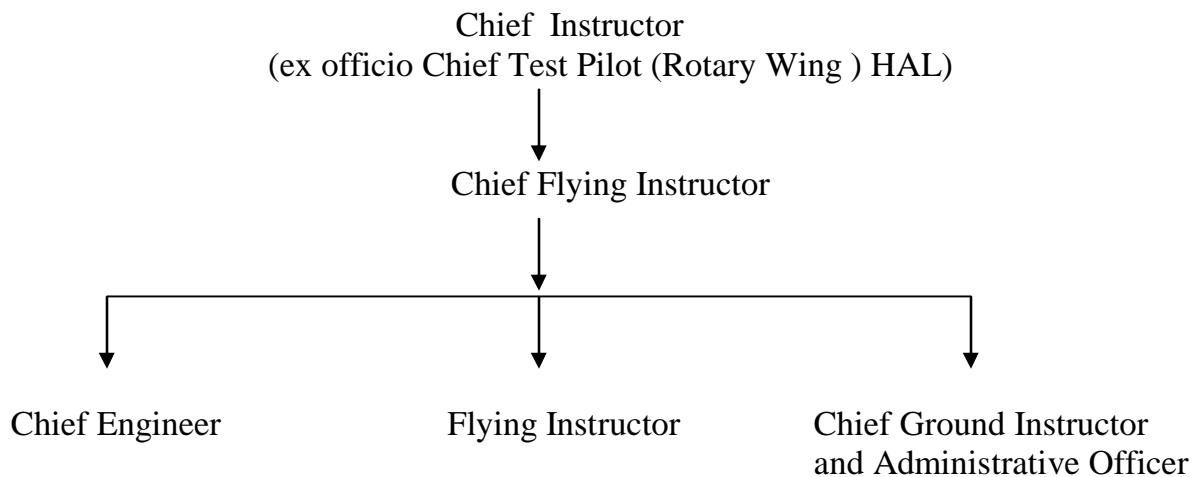 Chief Instructor
(ex officio Chief Test Pilot (Rotary Wing ) HAL)
Chief Flying Instructor
Chief Engineer
Flying Instructor
Chief Ground Instructor
and Administrative Officer